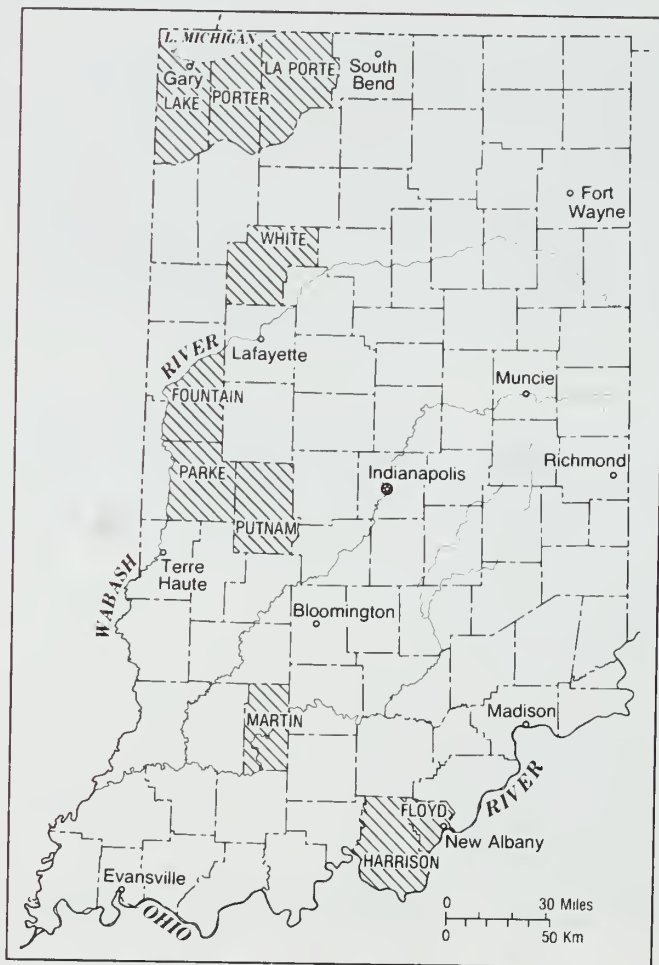 L. MICHIGAN
Gary
LAKE
PORTER
LA PORTE
South
Bend
Fort
Wayne
WHITE
RIVER
Lafayette
FOUNTAIN
Muncie
PARKE
Indianapolis
Richmond
PUTNAM
WABASH
Terre
Haute
Bloomington
MARTIN
Madison
RIVER
FLOYD
New Albany
HARRISON
Evansville
OHIO
0 30 Miles
0 50 Km